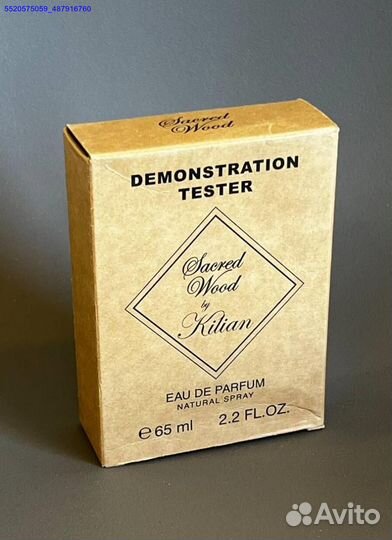 5520575059_487916760
Sacred
Wood
DEMONSTRATION
TESTER
Sacred
Wood
by
Kilian
EAU DE PARFUM
NATURAL SPRAY
℮ 65 ml 2.2 FL.OZ.
Avito